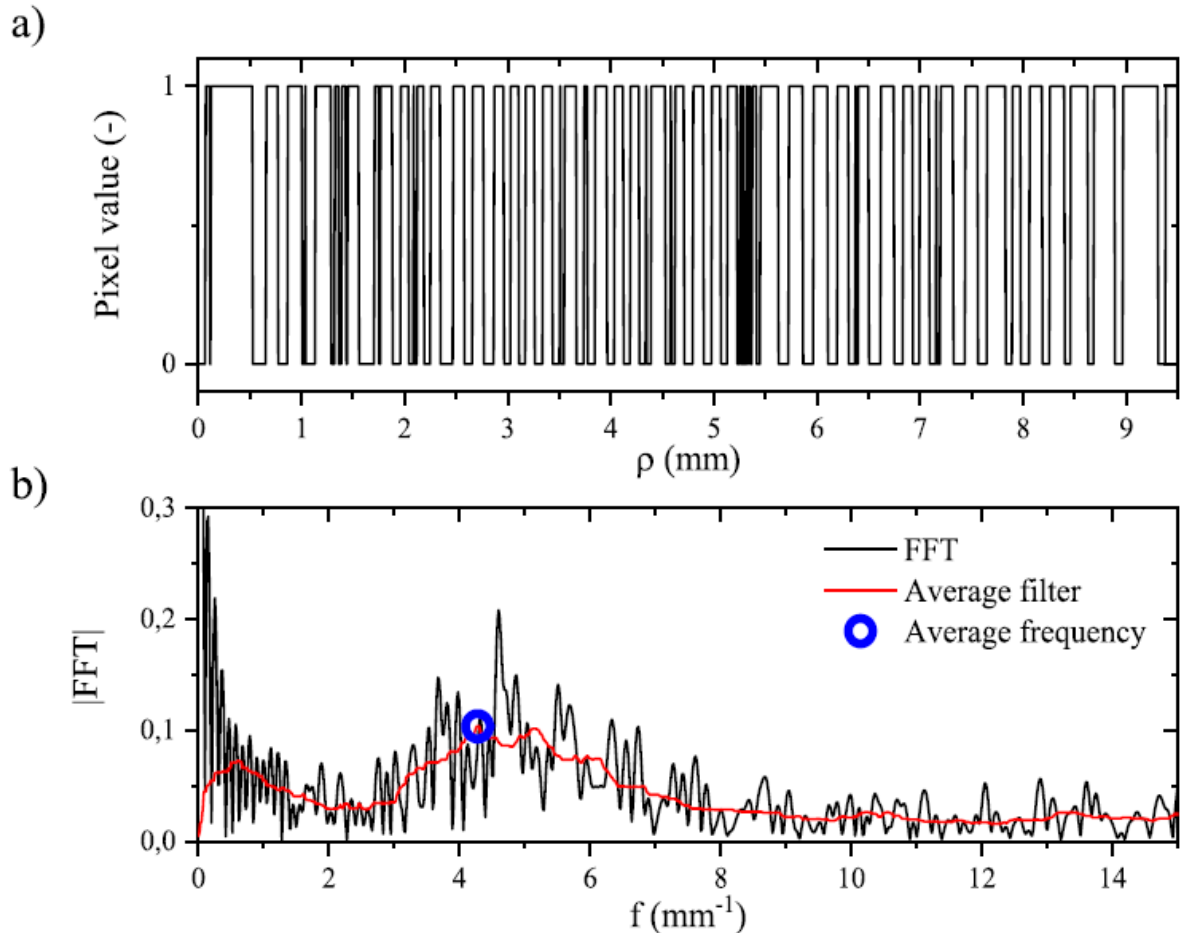 a)
Pixel value (-)
1
0
0 1 2 3 4 5 6 7 8 9
ρ (mm)
b)
|FFT|
0,3
0,2
0,1
0,0
FFT
Average filter
Average frequency
0 2 4 6 8 10 12 14
f (mm⁻¹)